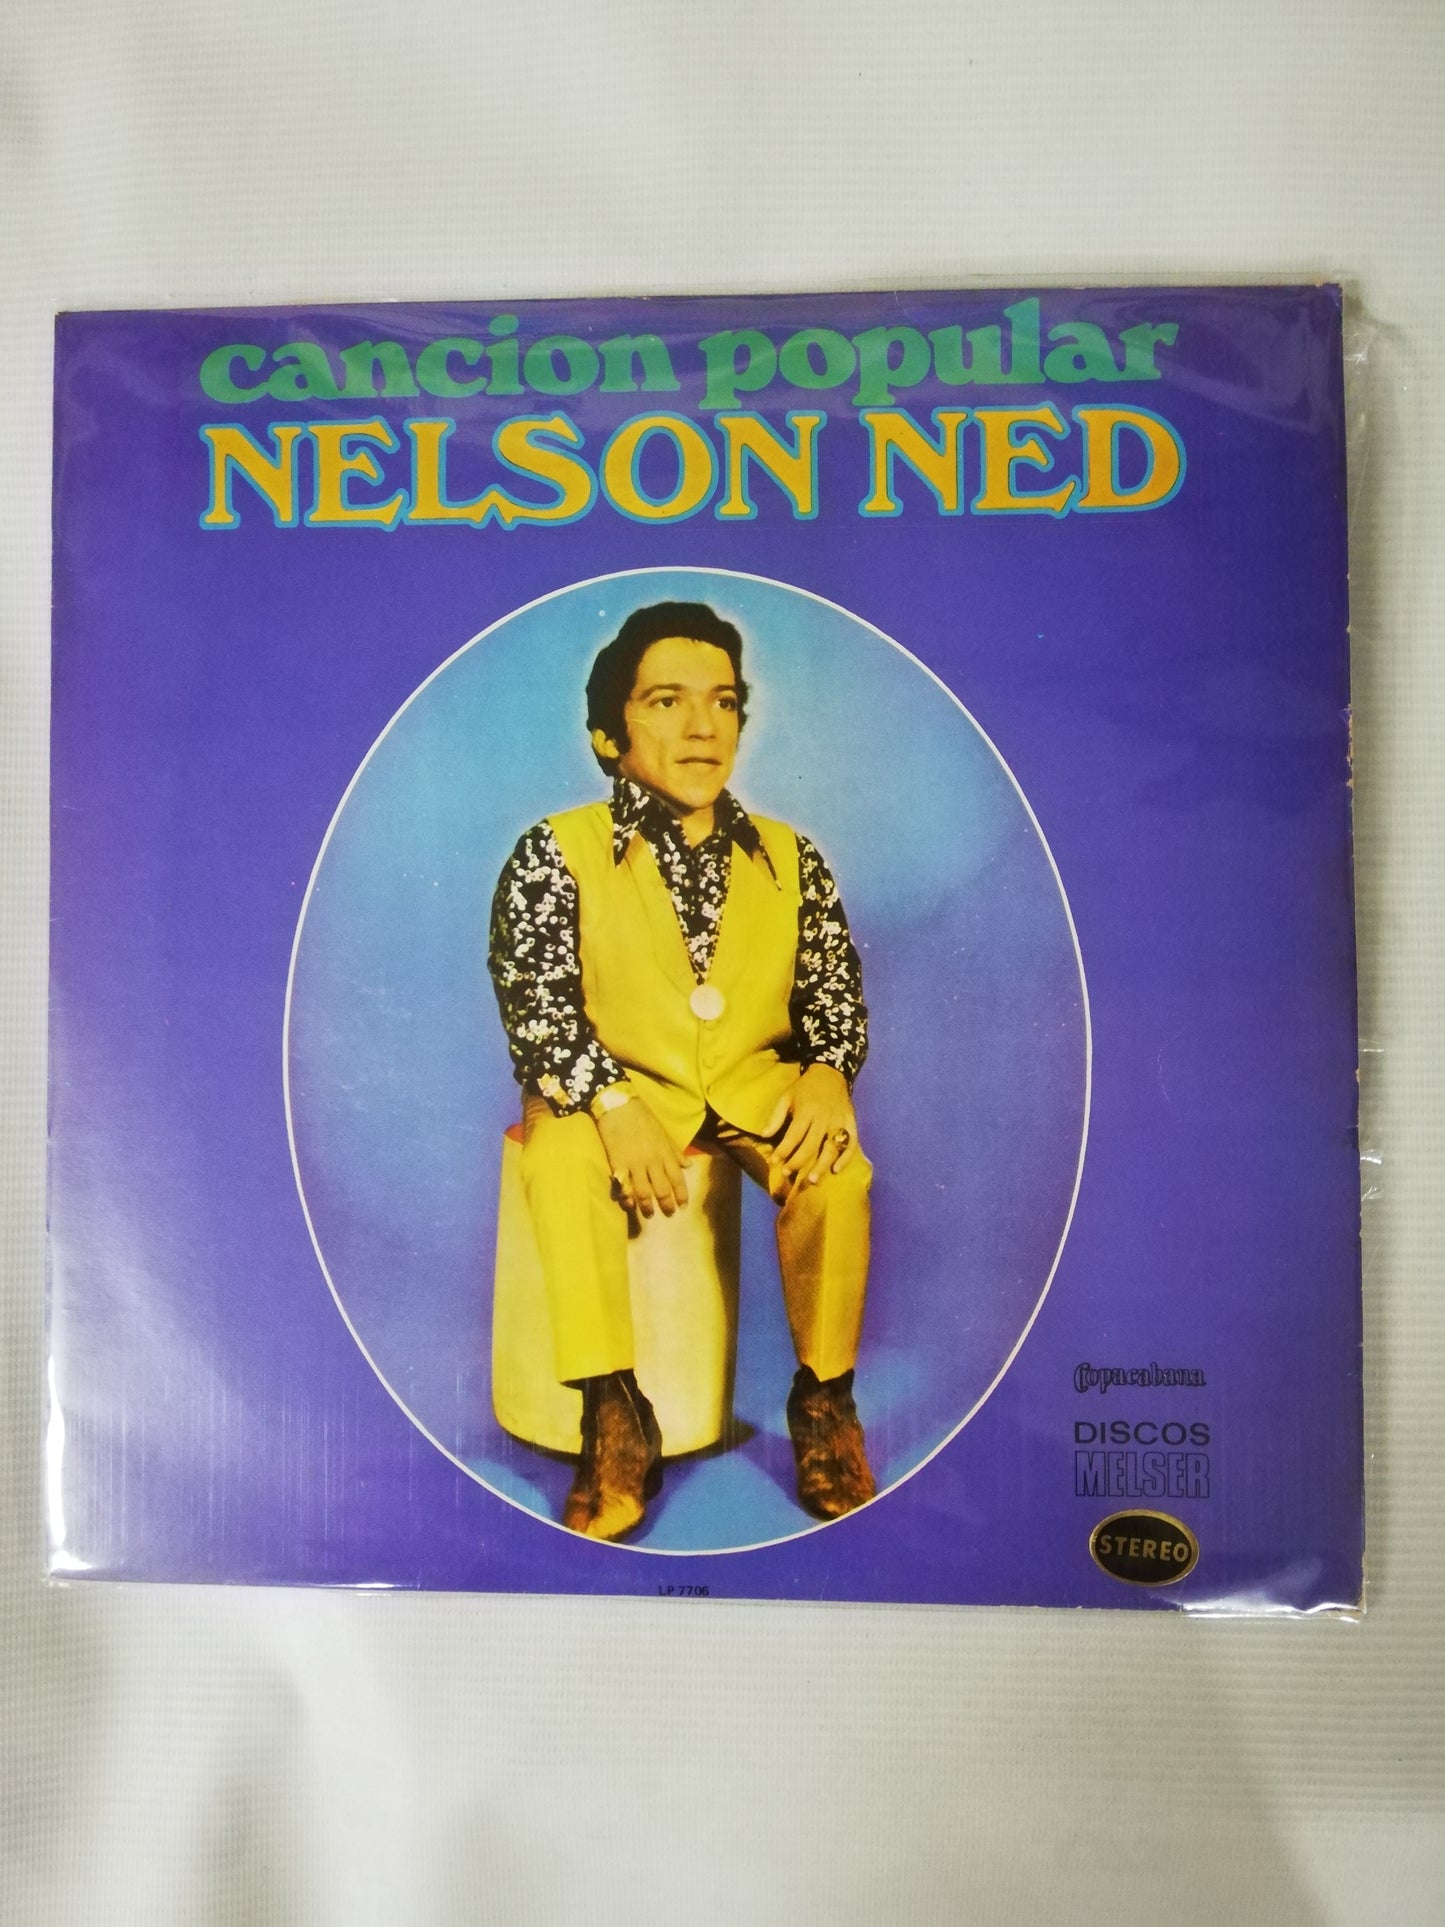 cancion popular
NELSON NED
Copacabana
DISCOS
MELSER
STEREO
LP 7706